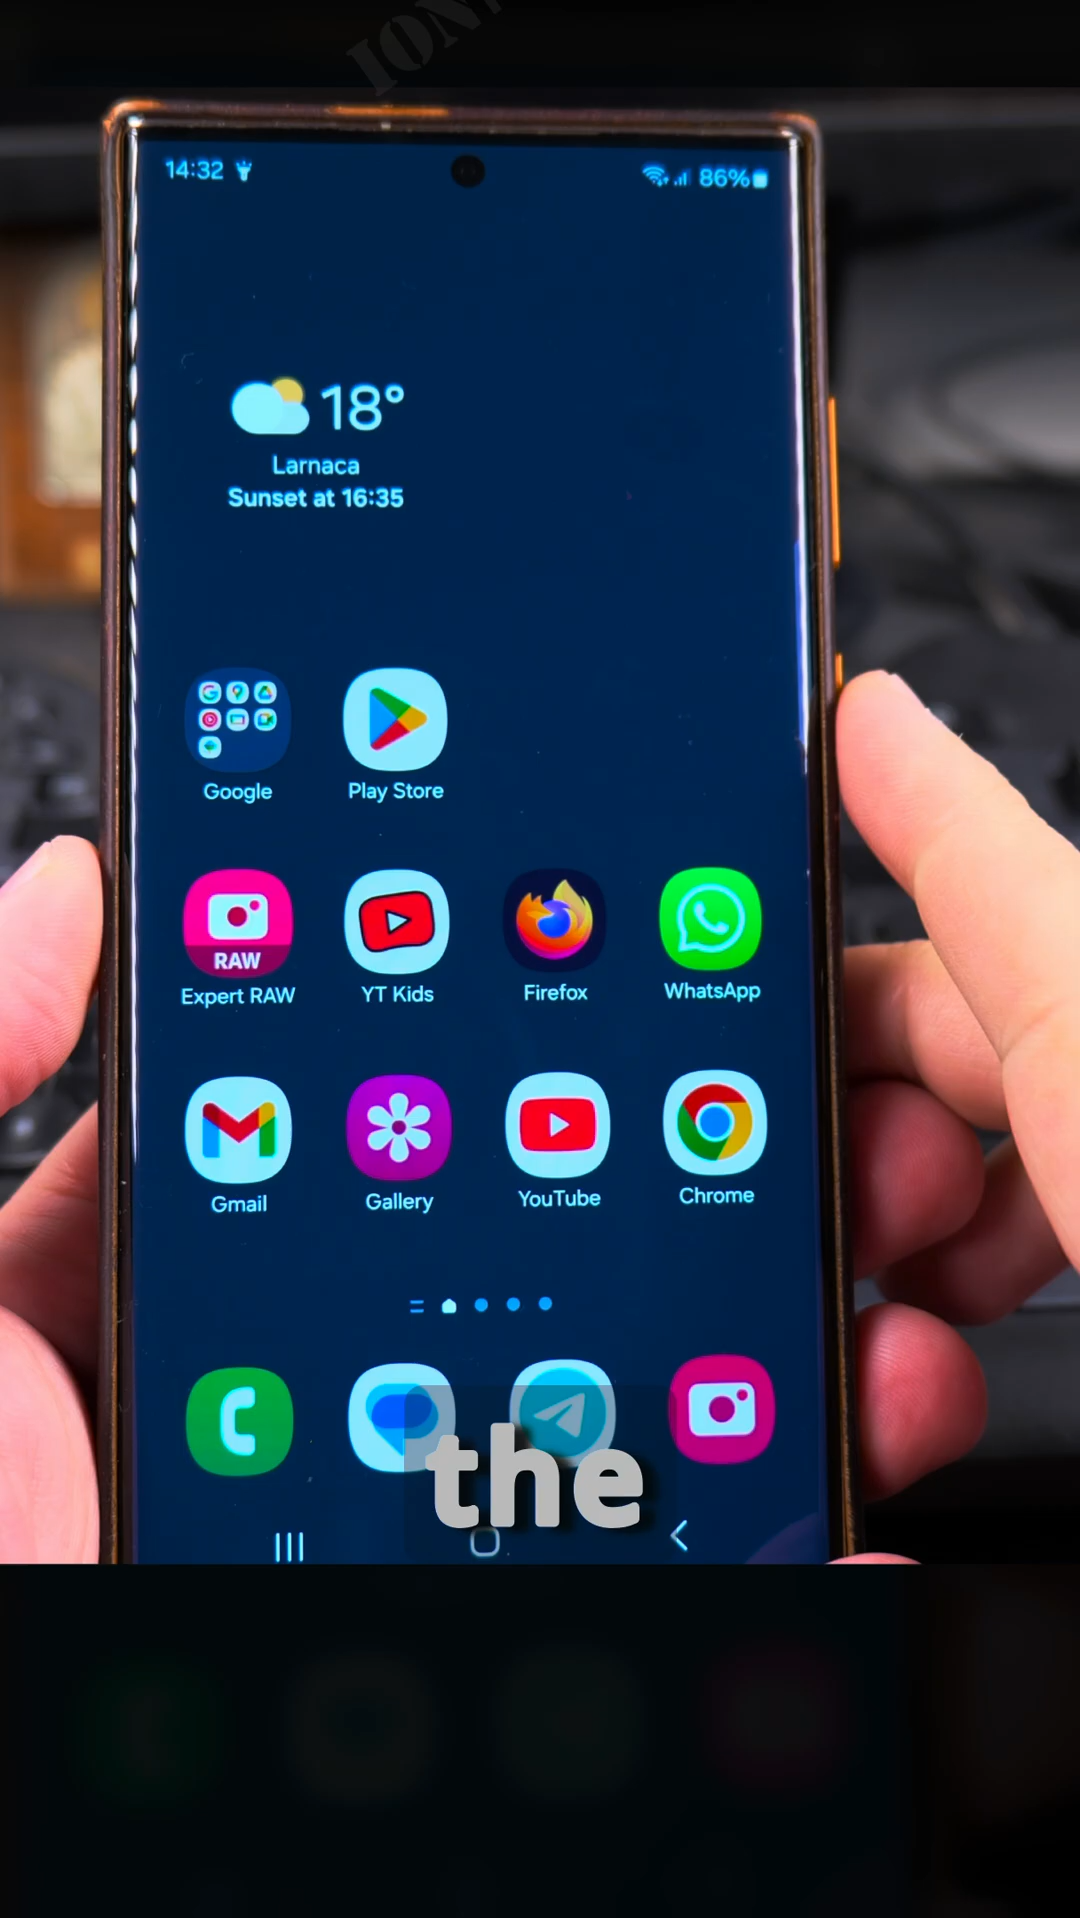 ION
14:32 86%
18°
Larnaca
Sunset at 16:35
Google Play Store
RAW
Expert RAW YT Kids Firefox WhatsApp
Gmail Gallery YouTube Chrome
the